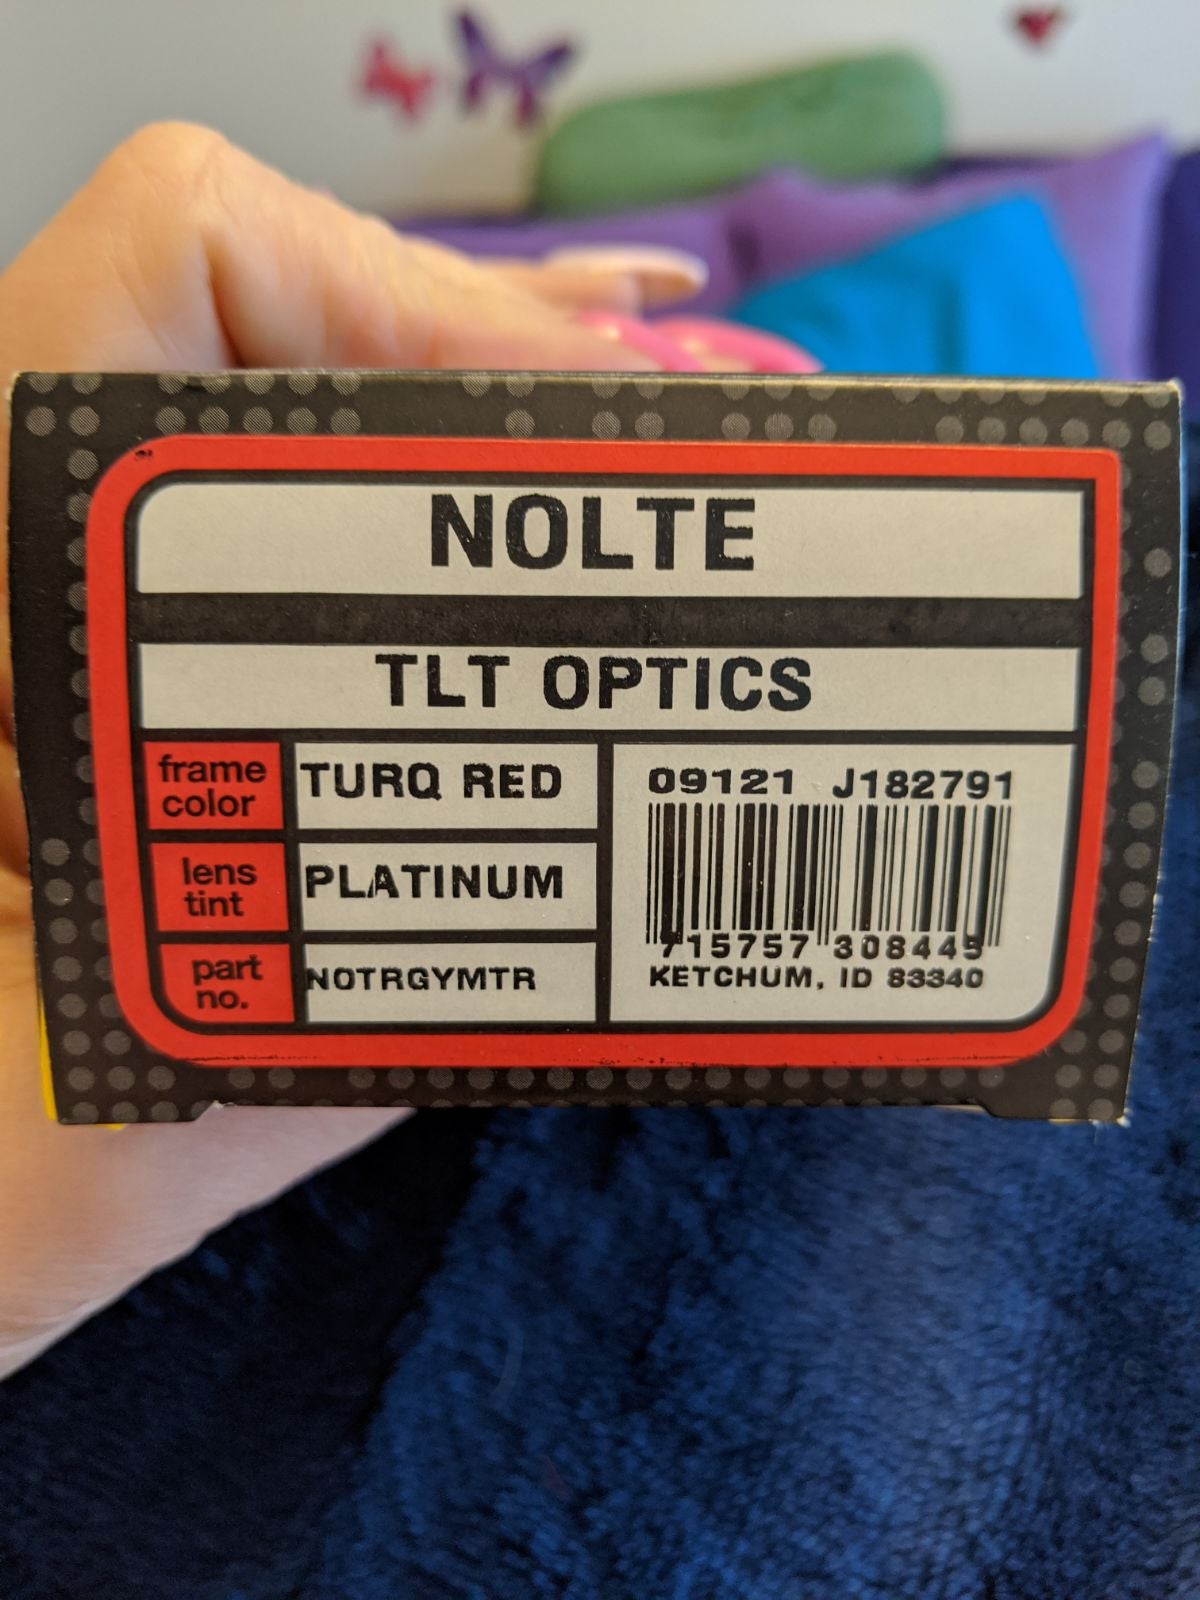 NOLTE
TLT OPTICS
frame
color
TURQ RED
lens
tint
PLATINUM
part
no.
NOTRGYMTR
09121 J182791
715757 308445
KETCHUM, ID 83340